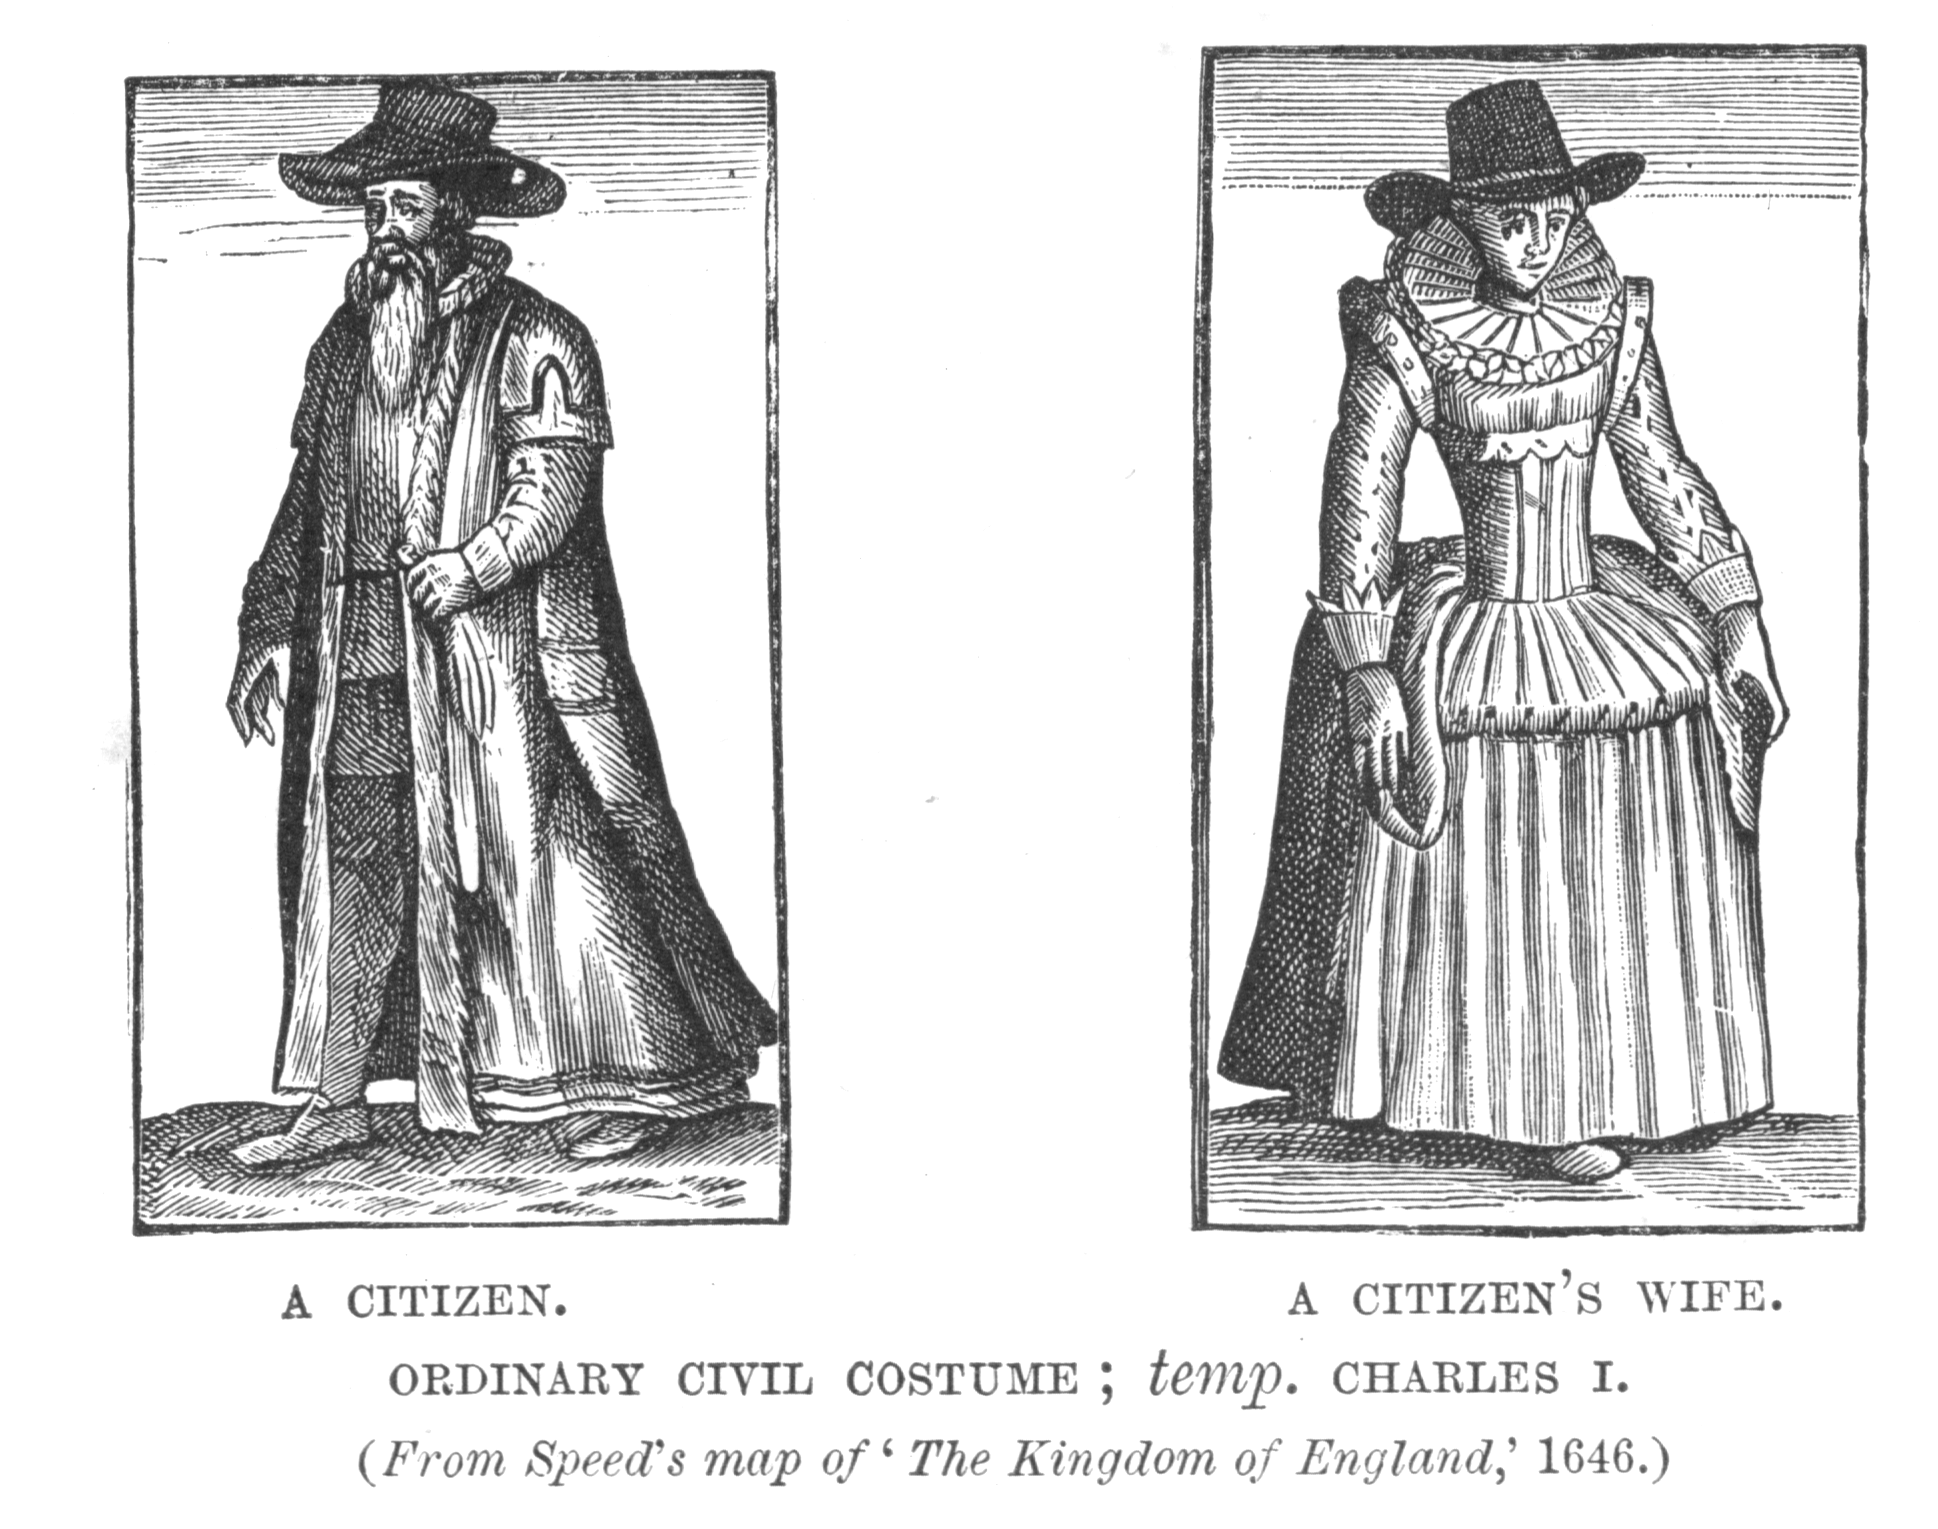 A CITIZEN.
A CITIZEN'S WIFE.
ORDINARY CIVIL COSTUME; temp. CHARLES I.
(From Speed's map of 'The Kingdom of England,' 1646.)